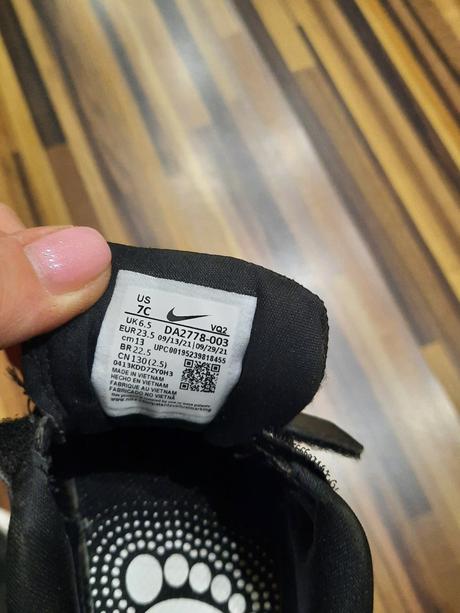 US
7C
VQ2
UK 6.5
DA2778-003
EUR 23.5
09/13/21 | 09/29/21
cm 13
UPC00195239818455
BR 22.5
CN 130 (2.5)
0413KDD7ZY0H3
MADE IN VIETNAM
HECHO EN VIETNAM
FABRIQUE AU VIETNAM
FABRICADO NO VIETNÃ